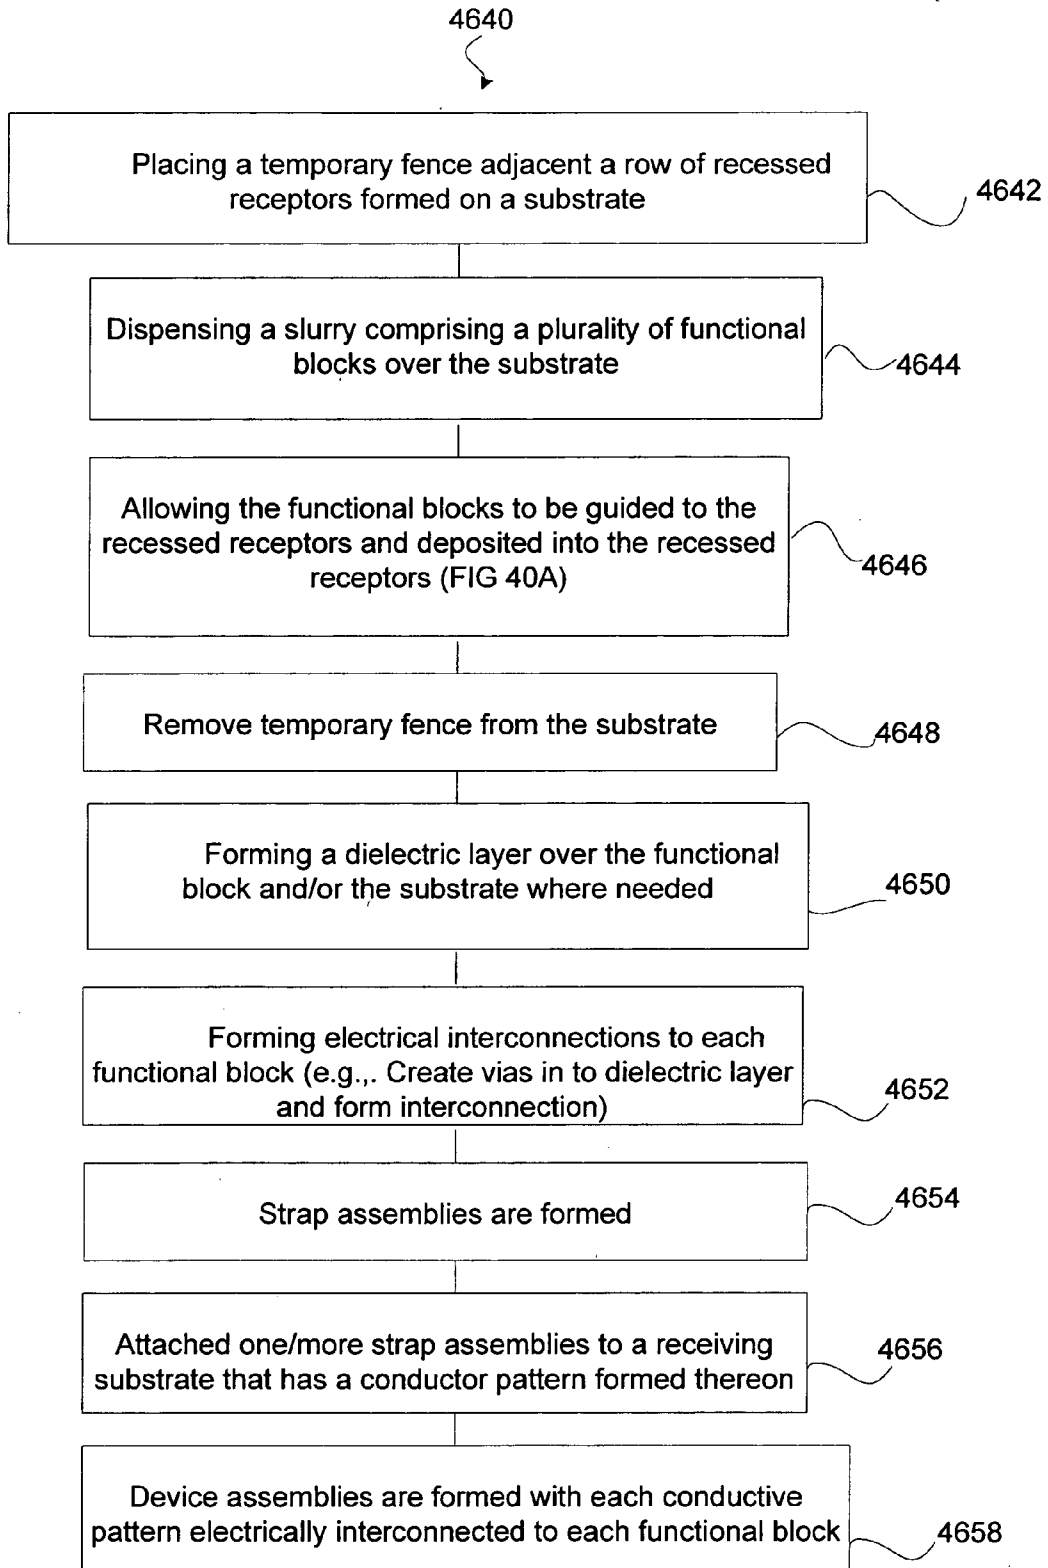 4640
Placing a temporary fence adjacent a row of recessed
receptors formed on a substrate
4642
Dispensing a slurry comprising a plurality of functional
blocks over the substrate
4644
Allowing the functional blocks to be guided to the
recessed receptors and deposited into the recessed
receptors (FIG 40A)
4646
Remove temporary fence from the substrate
4648
Forming a dielectric layer over the functional
block and/or the substrate where needed
4650
Forming electrical interconnections to each
functional block (e.g.,. Create vias in to dielectric layer
and form interconnection)
4652
Strap assemblies are formed
4654
Attached one/more strap assemblies to a receiving
substrate that has a conductor pattern formed thereon
4656
Device assemblies are formed with each conductive
pattern electrically interconnected to each functional block
4658